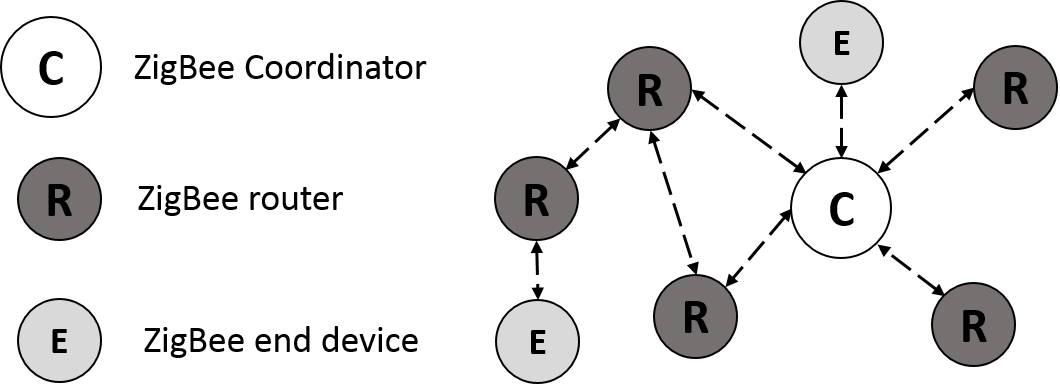 C ZigBee Coordinator
R ZigBee router
E ZigBee end device
E
R
R
R
C
R
R
E